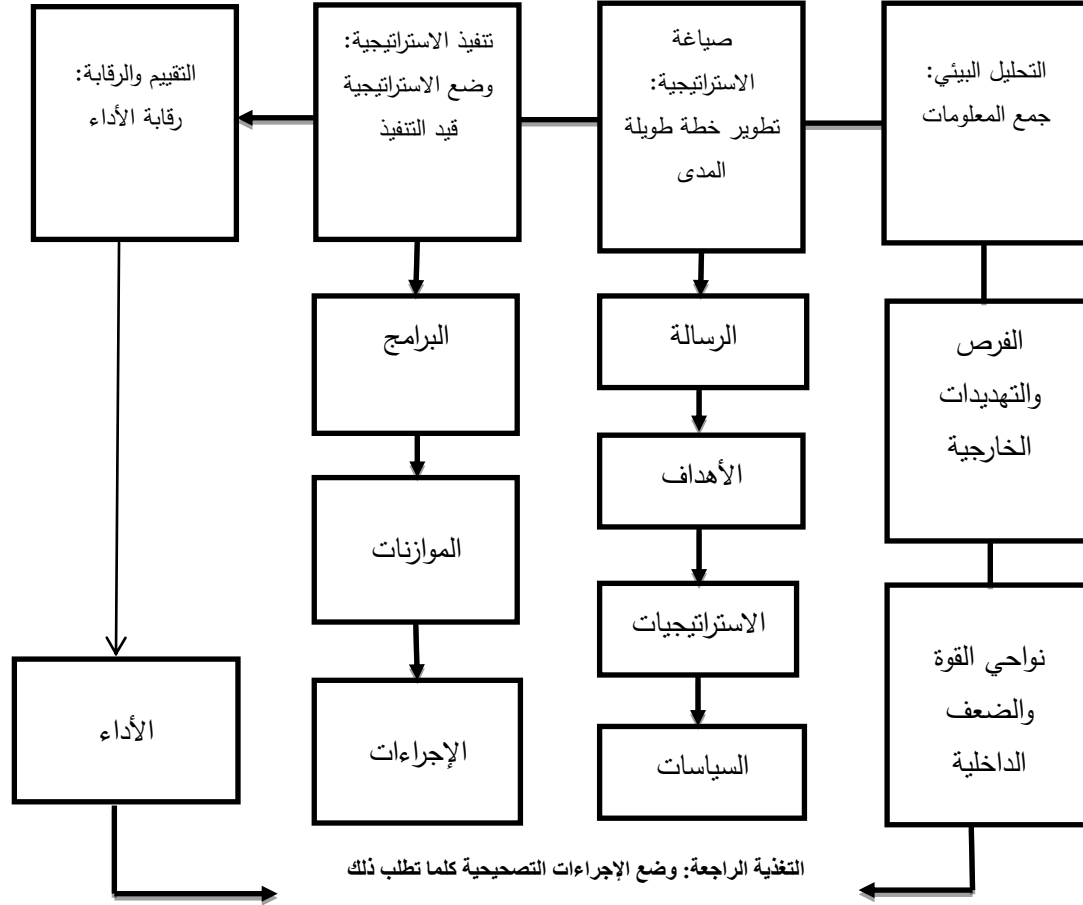 التحليل البيئي:
جمع المعلومات
صياغة
الاستراتيجية:
تطوير خطة طويلة
المدى
تنفيذ الاستراتيجية:
وضع الاستراتيجية
قيد التنفيذ
التقييم والرقابة:
رقابة الأداء
الفرص
والتهديدات
الخارجية
نواحي القوة
والضعف
الداخلية
الرسالة
الأهداف
الاستراتيجيات
السياسات
البرامج
الموازنات
الإجراءات
الأداء
التغذية الراجعة: وضع الإجراءات التصحيحية كلما تطلب ذلك